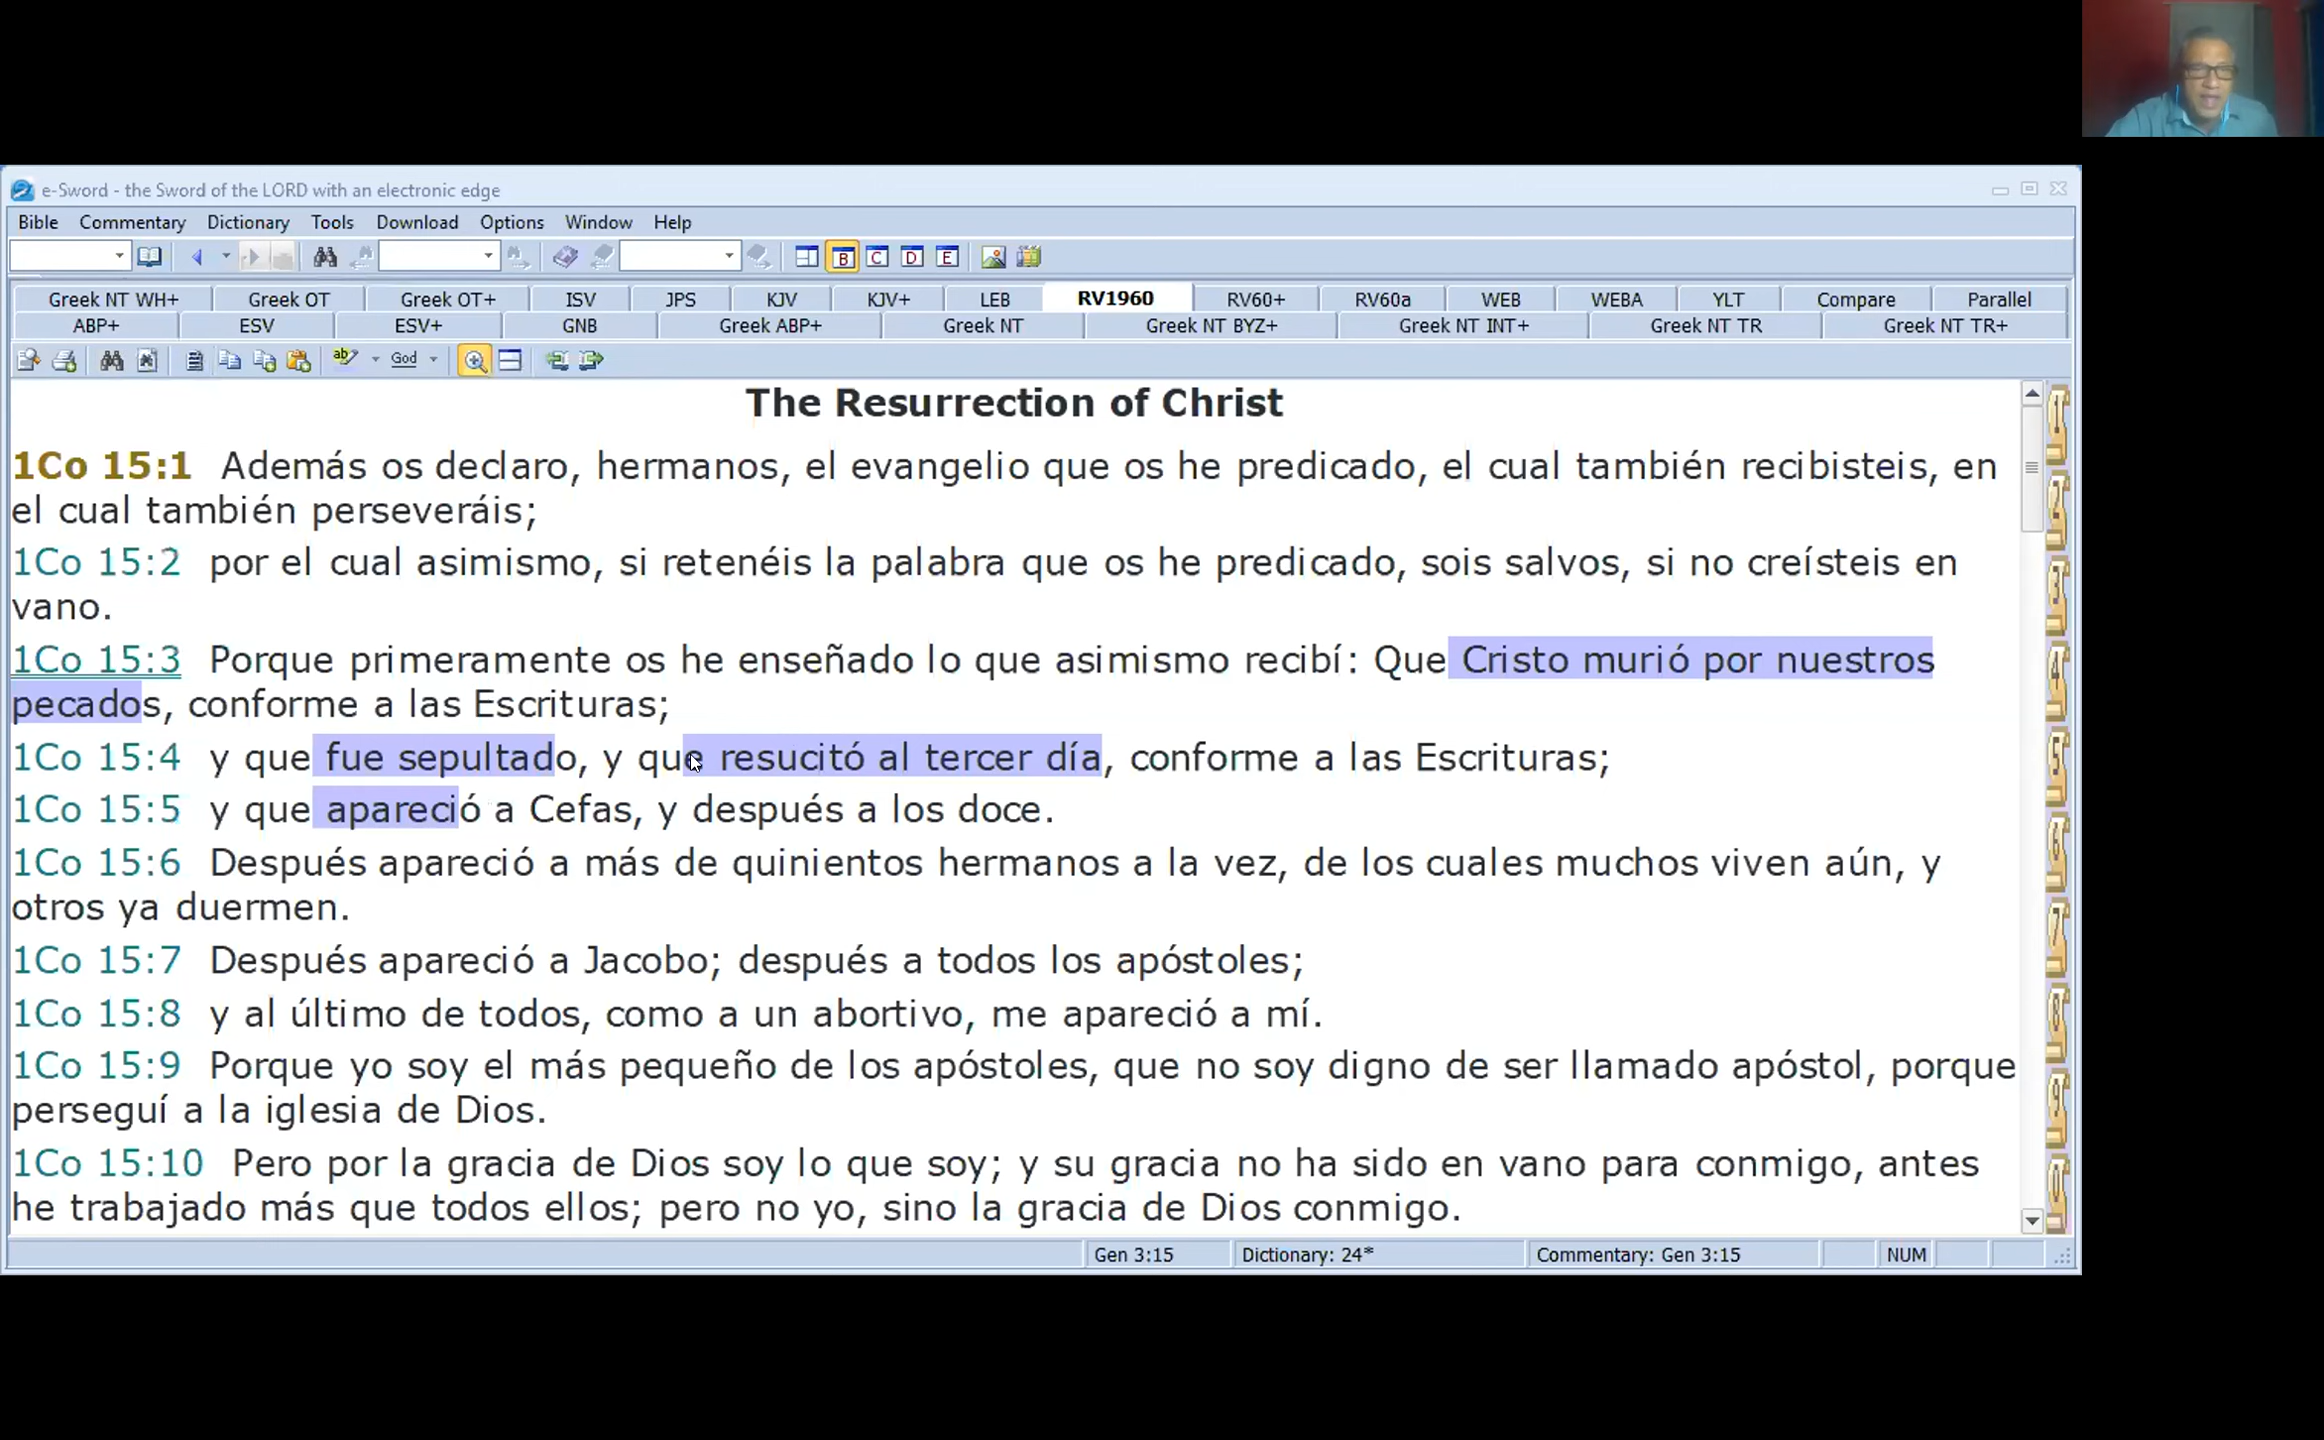 e-Sword - the Sword of the LORD with an electronic edge
Bible Commentary Dictionary Tools Download Options Window Help
B C D E
Greek NT WH+ Greek OT Greek OT+ ISV JPS KJV KJV+ LEB RV1960 RV60+ RV60a WEB WEBA YLT Compare Parallel
ABP+ ESV ESV+ GNB Greek ABP+ Greek NT Greek NT BYZ+ Greek NT INT+ Greek NT TR Greek NT TR+
ab God
The Resurrection of Christ
1Co 15:1 Además os declaro, hermanos, el evangelio que os he predicado, el cual también recibisteis, en
el cual también perseveráis;
1Co 15:2 por el cual asimismo, si retenéis la palabra que os he predicado, sois salvos, si no creísteis en
vano.
1Co 15:3 Porque primeramente os he enseñado lo que asimismo recibí: Que Cristo murió por nuestros
pecados, conforme a las Escrituras;
1Co 15:4 y que fue sepultado, y que resucitó al tercer día, conforme a las Escrituras;
1Co 15:5 y que apareció a Cefas, y después a los doce.
1Co 15:6 Después apareció a más de quinientos hermanos a la vez, de los cuales muchos viven aún, y
otros ya duermen.
1Co 15:7 Después apareció a Jacobo; después a todos los apóstoles;
1Co 15:8 y al último de todos, como a un abortivo, me apareció a mí.
1Co 15:9 Porque yo soy el más pequeño de los apóstoles, que no soy digno de ser llamado apóstol, porque
perseguí a la iglesia de Dios.
1Co 15:10 Pero por la gracia de Dios soy lo que soy; y su gracia no ha sido en vano para conmigo, antes
he trabajado más que todos ellos; pero no yo, sino la gracia de Dios conmigo.
1
2
3
4
5
6
7
8
9
0
Gen 3:15 Dictionary: 24* Commentary: Gen 3:15 NUM